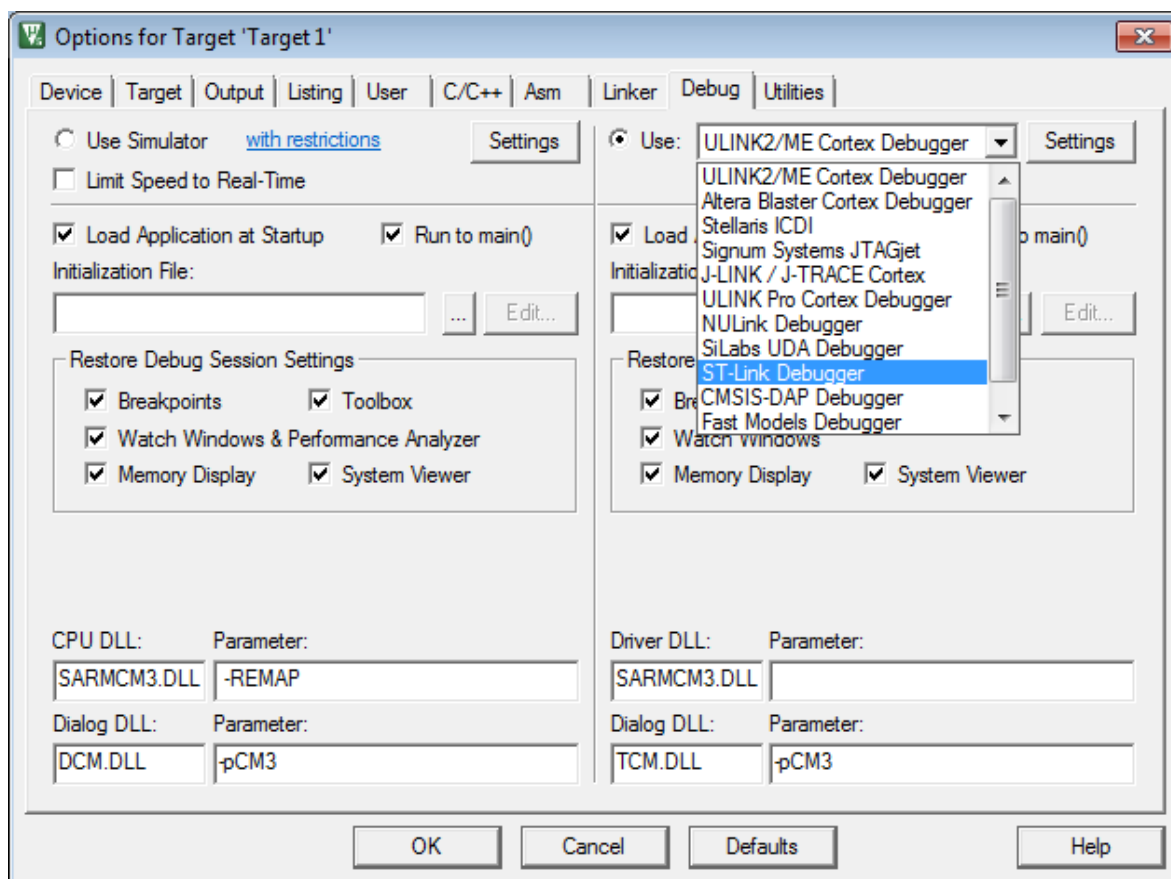 Options for Target 'Target 1'
Device Target Output Listing User C/C++ Asm Linker Debug Utilities
Use Simulator with restrictions Settings
Limit Speed to Real-Time
Load Application at Startup Run to main()
Initialization File:
... Edit...
Restore Debug Session Settings
Breakpoints Toolbox
Watch Windows & Performance Analyzer
Memory Display System Viewer
CPU DLL: Parameter:
SARMCM3.DLL -REMAP
Dialog DLL: Parameter:
DCM.DLL -pCM3
Use: ULINK2/ME Cortex Debugger Settings
ULINK2/ME Cortex Debugger
Altera Blaster Cortex Debugger
Stellaris ICDI
Signum Systems JTAGjet
J-LINK / J-TRACE Cortex
ULINK Pro Cortex Debugger
NULink Debugger
SiLabs UDA Debugger
ST-Link Debugger
CMSIS-DAP Debugger
Fast Models Debugger
Load main()
Edit...
Restore
Watch Windows
Memory Display System Viewer
Driver DLL: Parameter:
SARMCM3.DLL
Dialog DLL: Parameter:
TCM.DLL -pCM3
OK Cancel Defaults Help